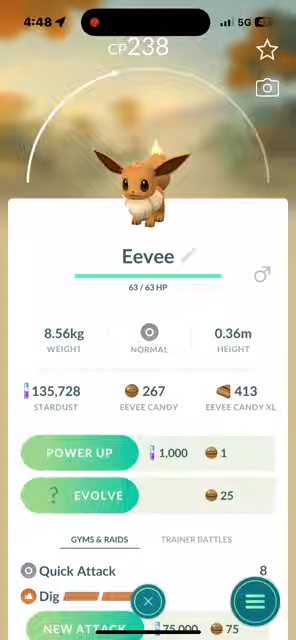 4:48 5G
CP238
Eevee
63 / 63 HP
8.56kg NORMAL 0.36m
WEIGHT HEIGHT
135,728 267 413
STARDUST EEVEE CANDY EEVEE CANDY XL
POWER UP 1,000 1
? EVOLVE 25
GYMS & RAIDS TRAINER BATTLES
Quick Attack 8
Dig
NEW ATTACK 75,000 75